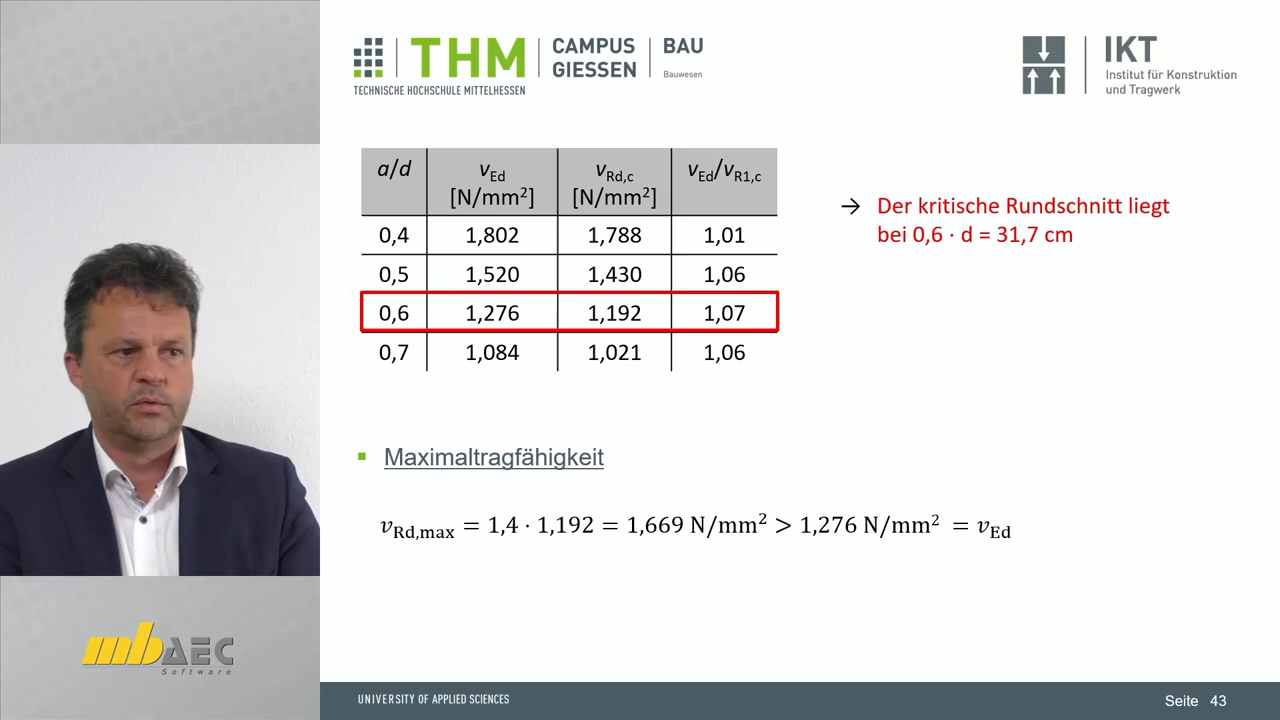 THM
CAMPUS
GIESSEN
BAU
Bauwesen
TECHNISCHE HOCHSCHULE MITTELHESSEN
IKT
Institut für Konstruktion
und Tragwerk
a/d vEd vRd,c vEd/vR1,c
[N/mm²] [N/mm²]
0,4 1,802 1,788 1,01
0,5 1,520 1,430 1,06
0,6 1,276 1,192 1,07
0,7 1,084 1,021 1,06
→ Der kritische Rundschnitt liegt
bei 0,6 · d = 31,7 cm
▪ Maximaltragfähigkeit
vRd,max = 1,4 · 1,192 = 1,669 N/mm² > 1,276 N/mm² = vEd
mbAEC
Software
UNIVERSITY OF APPLIED SCIENCES
Seite 43